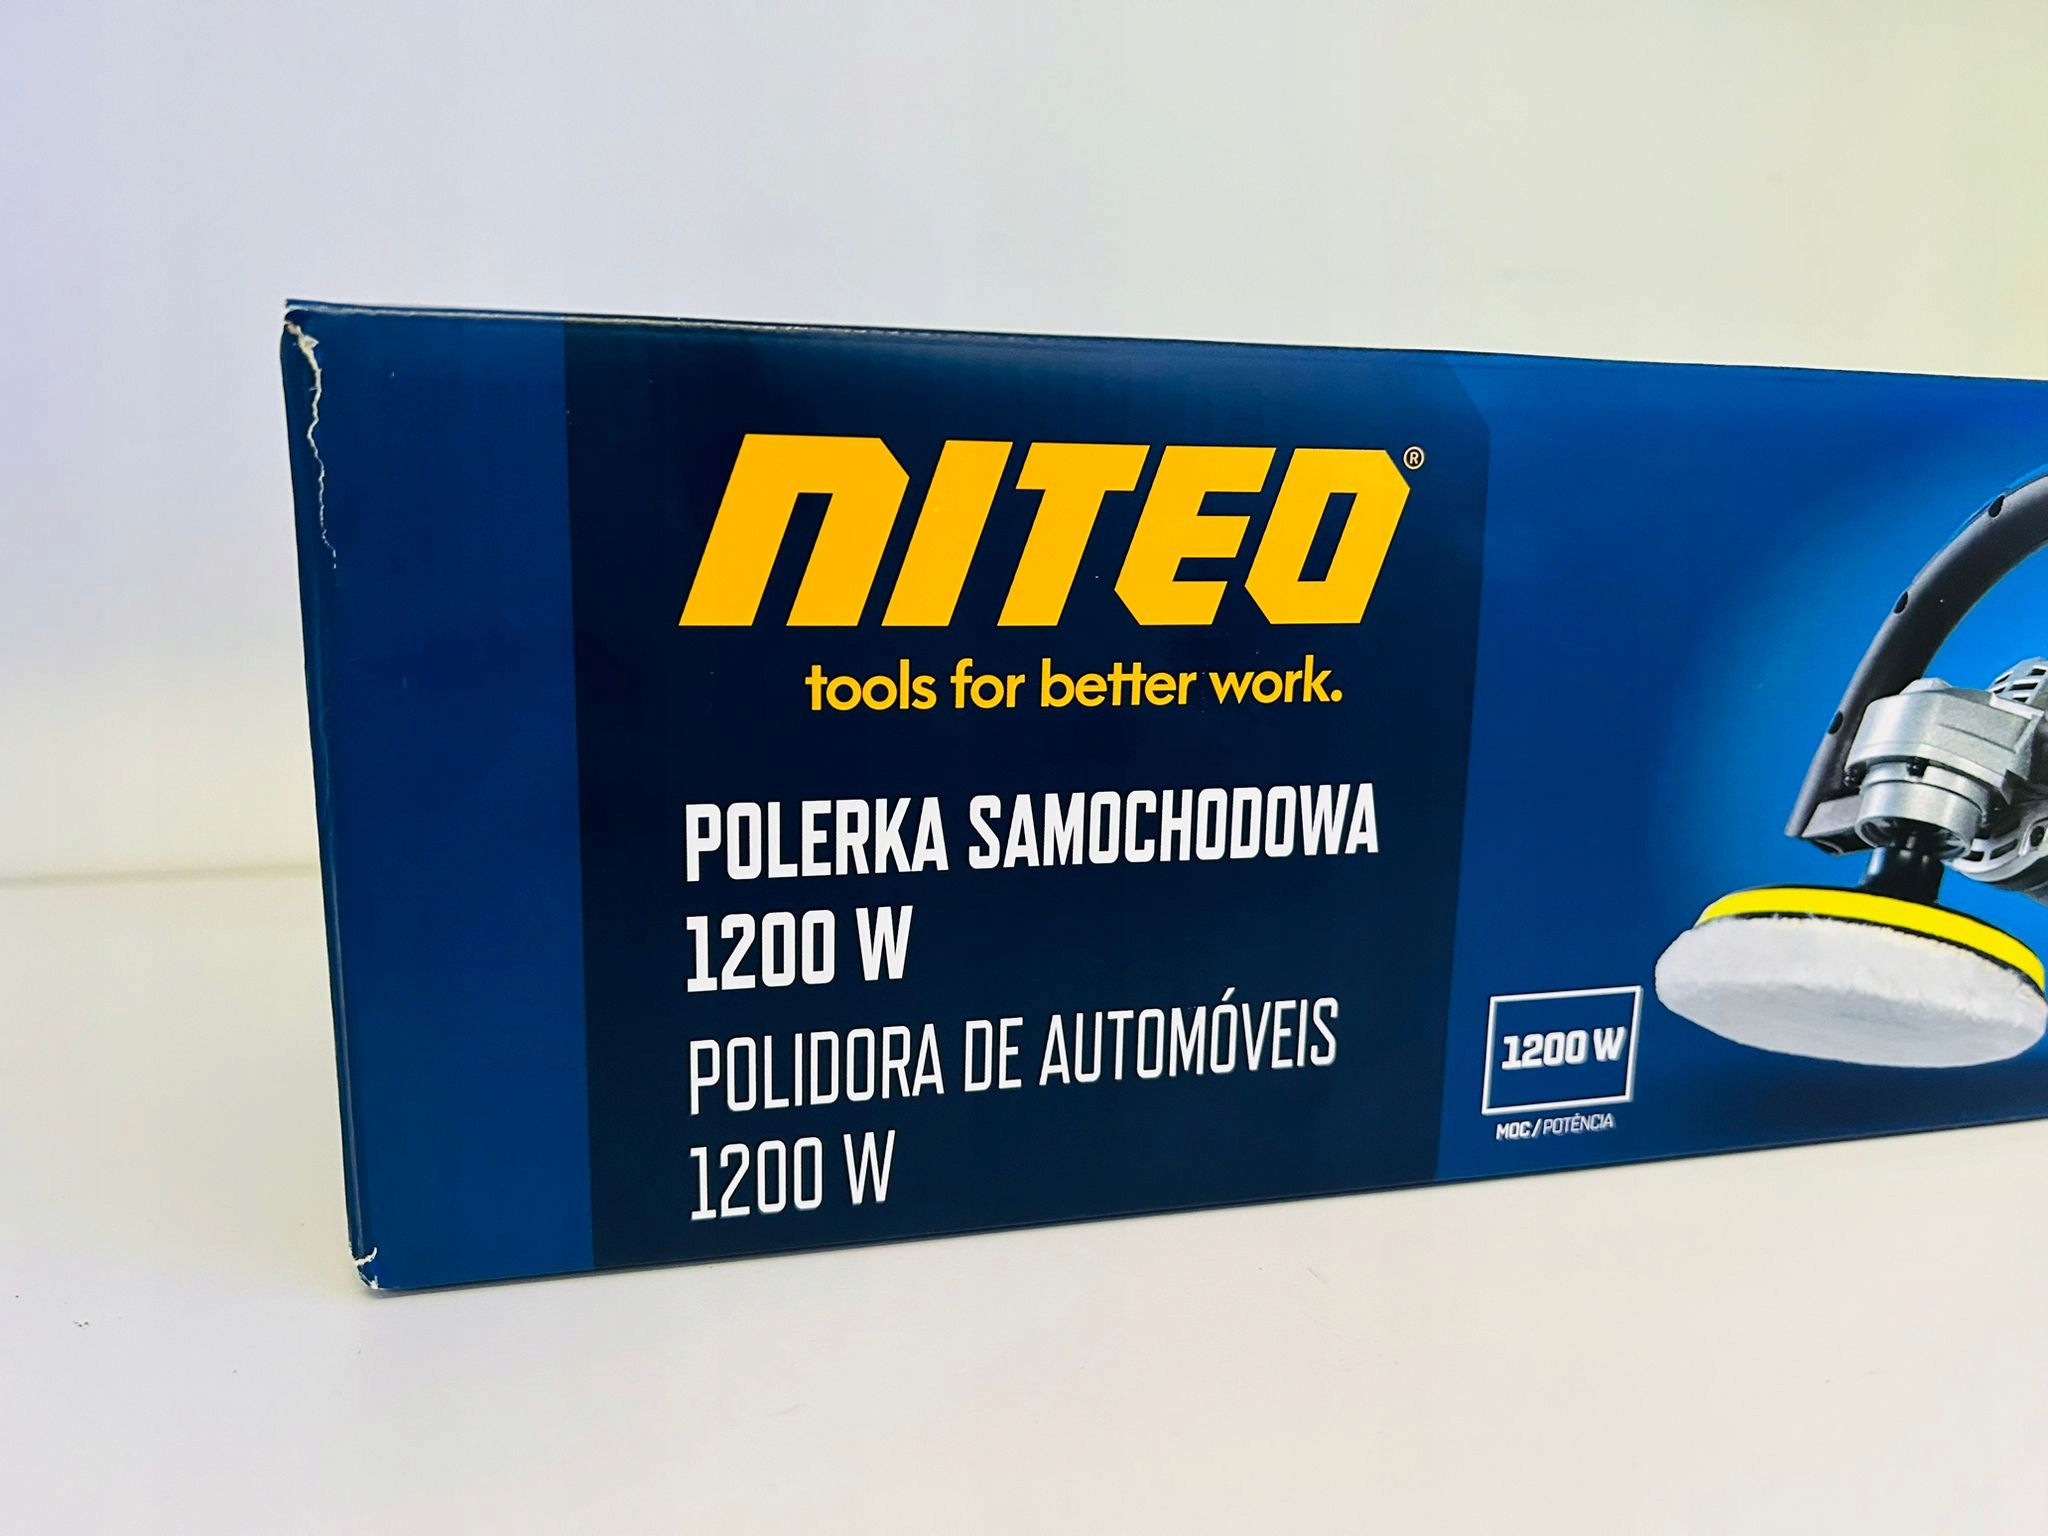 NITEO®
tools for better work.
POLERKA SAMOCHODOWA
1200 W
POLIDORA DE AUTOMÓVEIS
1200 W
1200 W
MOC/POTÊNCIA